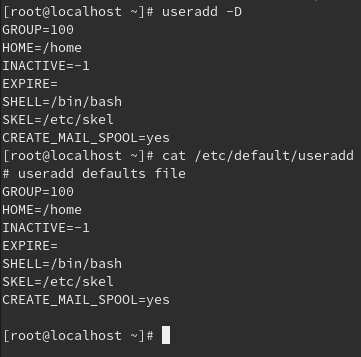 [root@localhost ~]# useradd -D
GROUP=100
HOME=/home
INACTIVE=-1
EXPIRE=
SHELL=/bin/bash
SKEL=/etc/skel
CREATE_MAIL_SPOOL=yes
[root@localhost ~]# cat /etc/default/useradd
# useradd defaults file
GROUP=100
HOME=/home
INACTIVE=-1
EXPIRE=
SHELL=/bin/bash
SKEL=/etc/skel
CREATE_MAIL_SPOOL=yes
[root@localhost ~]#